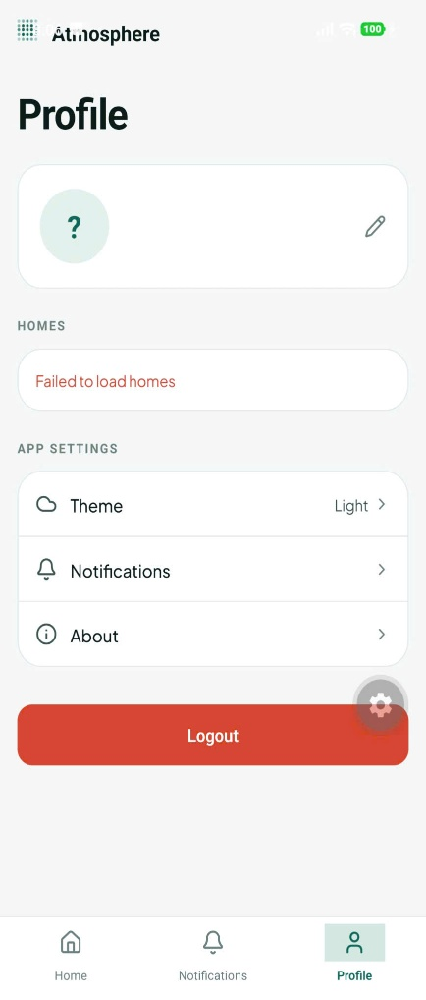 Atmosphere
100
Profile
?
HOMES
Failed to load homes
APP SETTINGS
Theme Light
Notifications
About
Logout
Home Notifications Profile